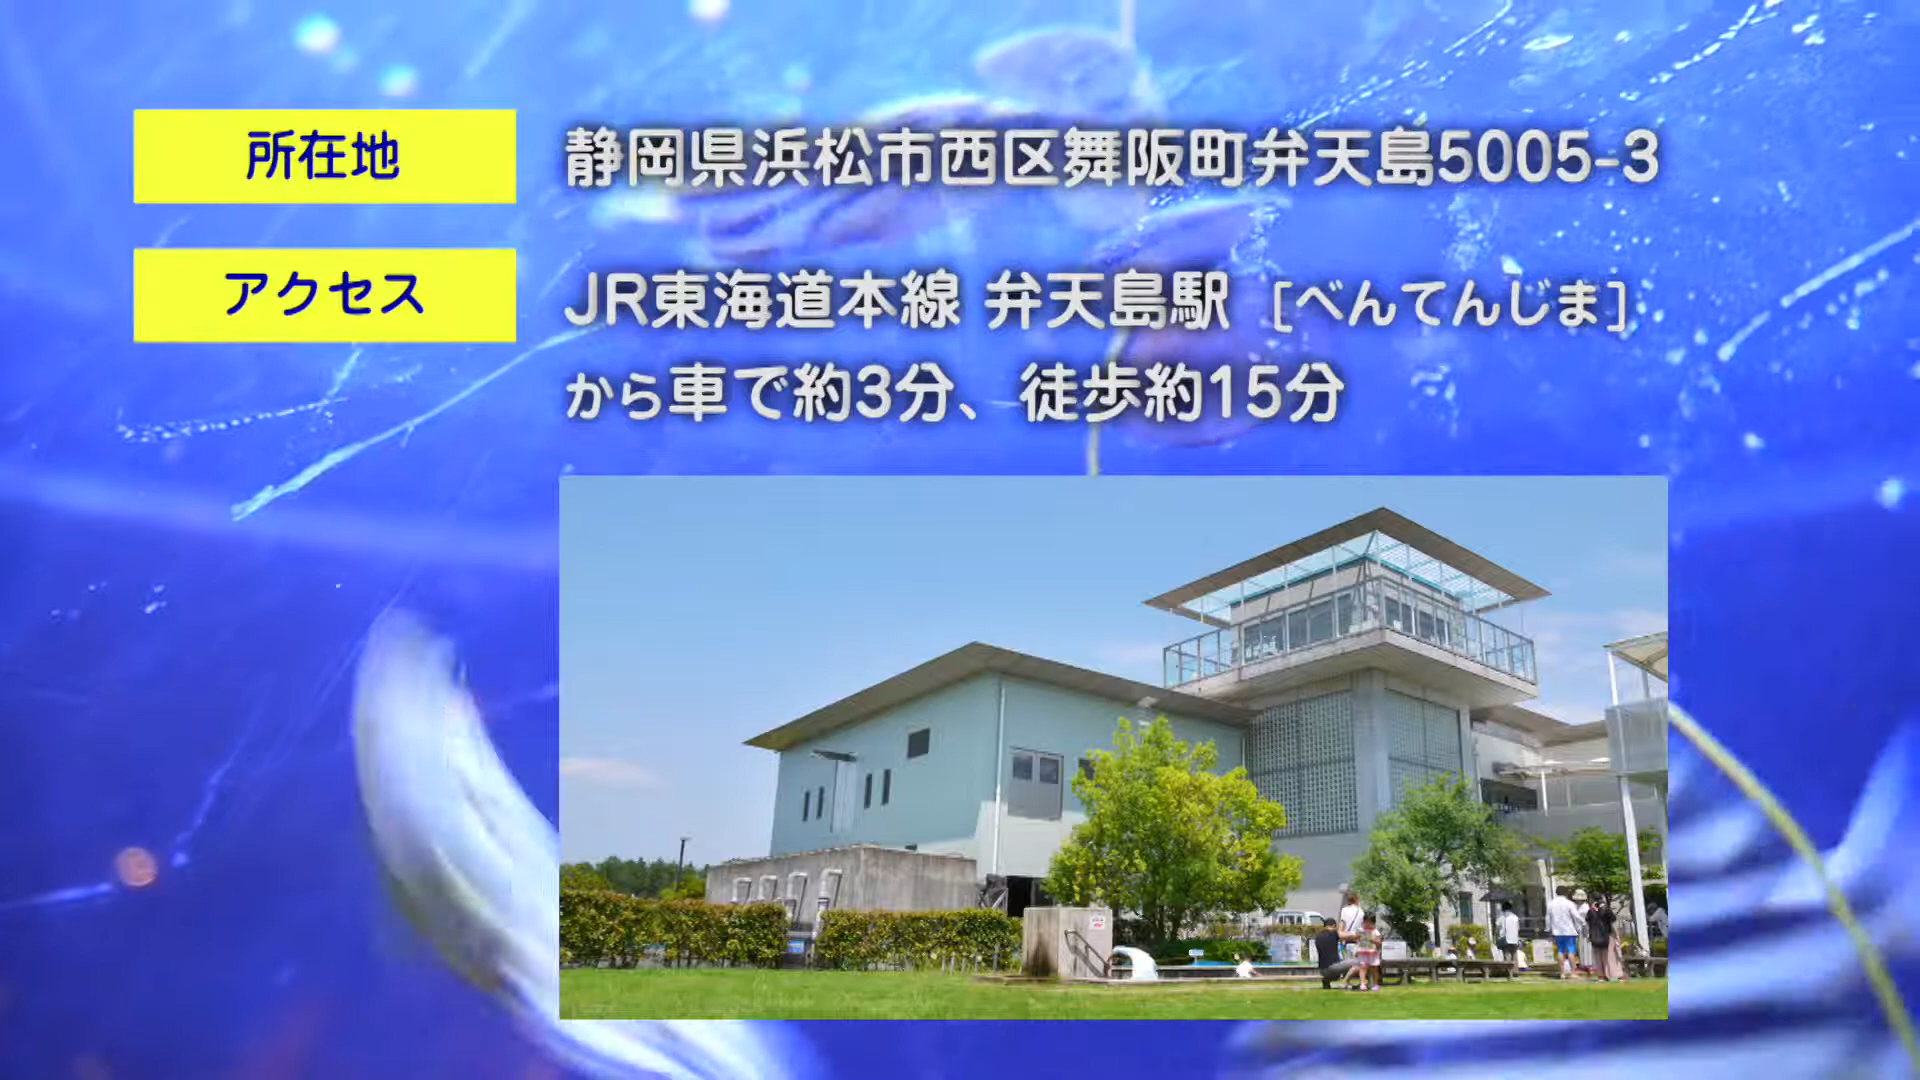 所在地
静岡県浜松市西区舞阪町弁天島5005-3
アクセス
JR東海道本線 弁天島駅 [べんてんじま]
から車で約3分、徒歩約15分